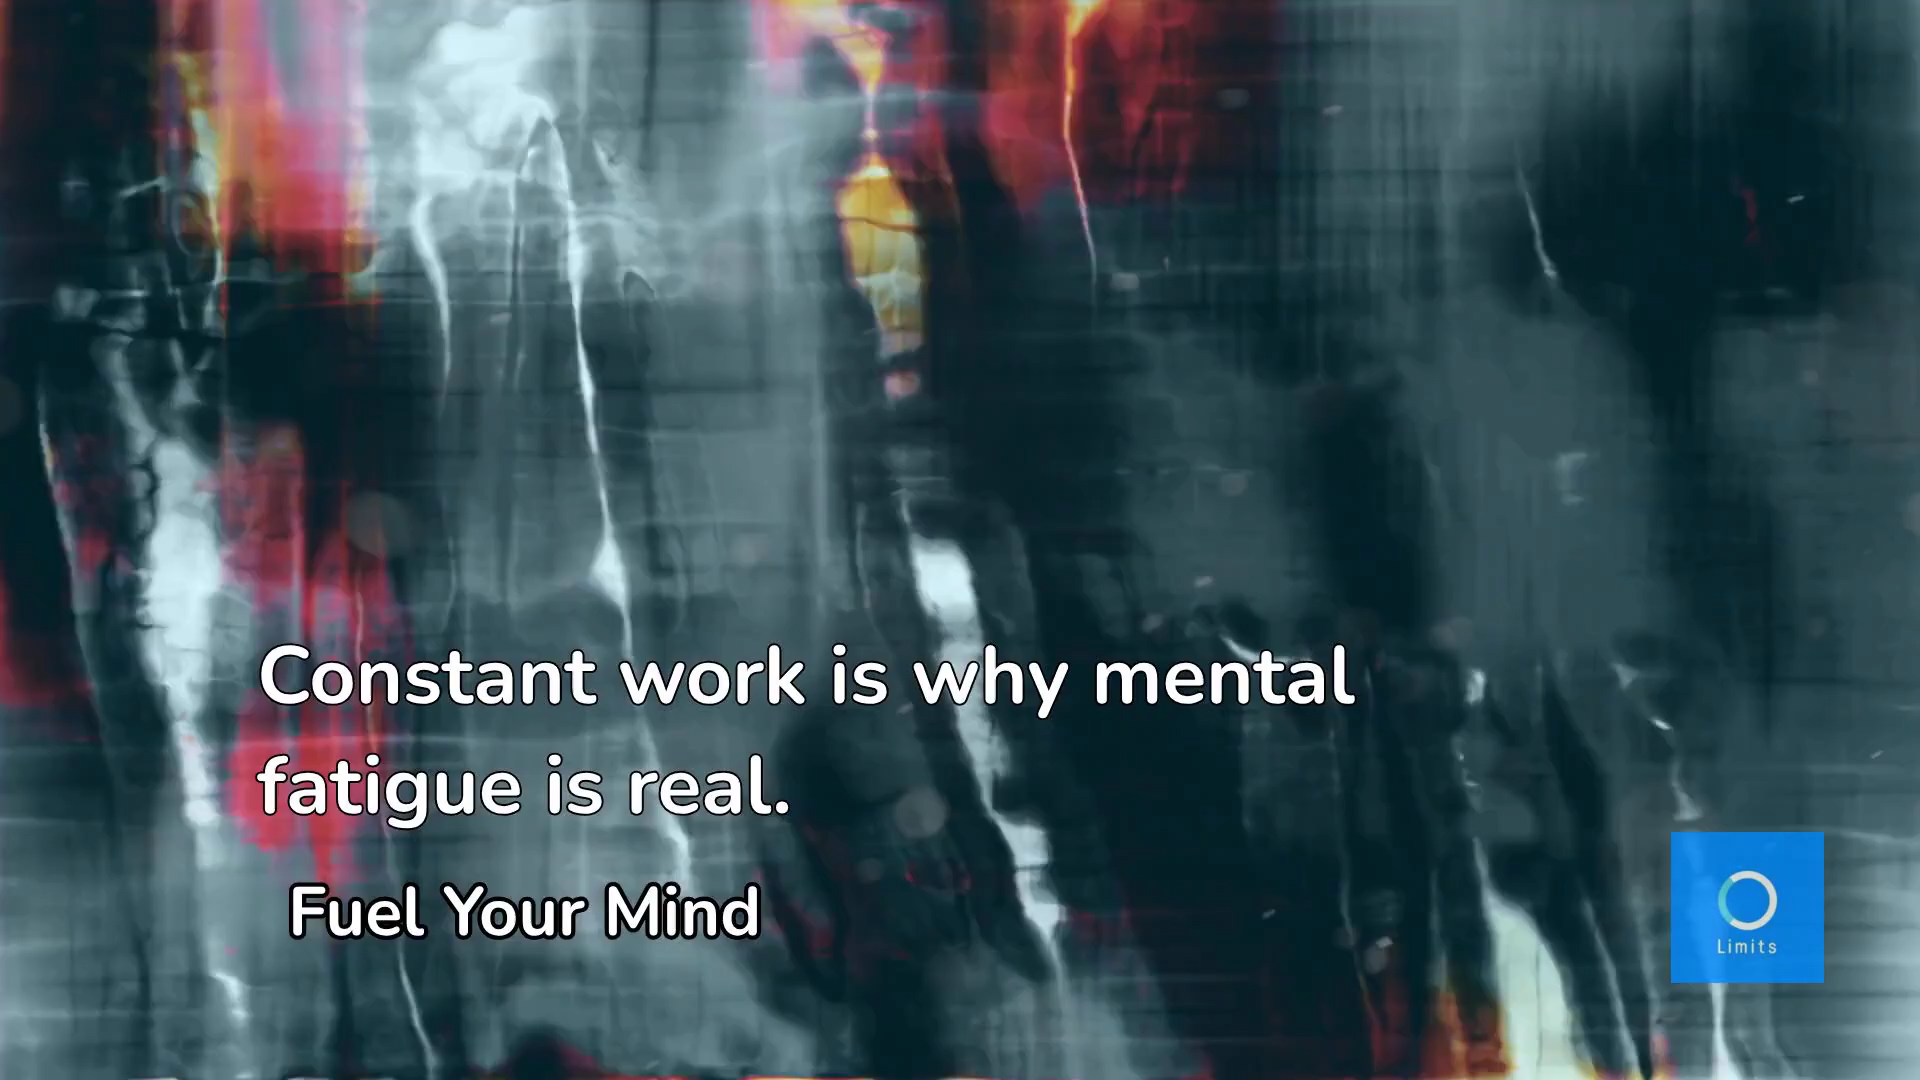 Constant work is why mental
fatigue is real.
Fuel Your Mind
Limits